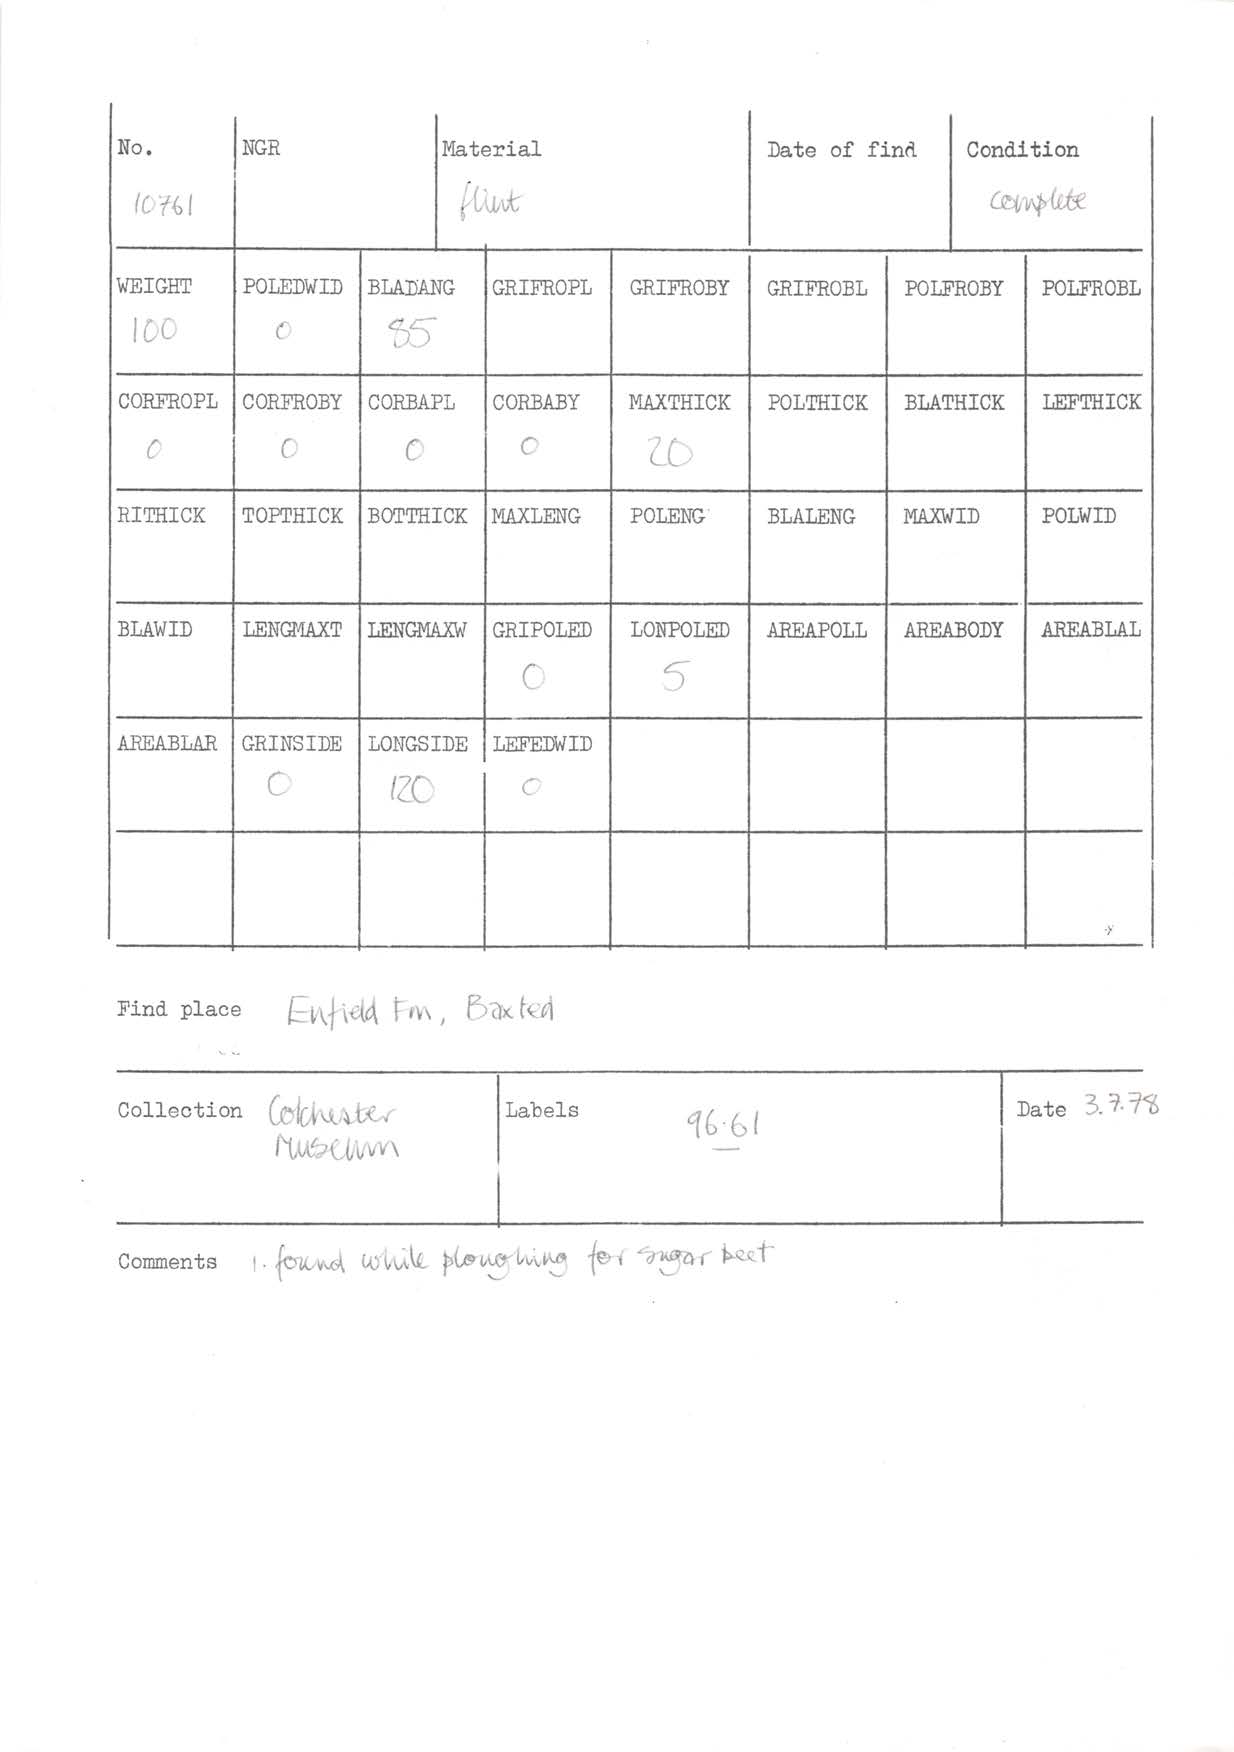 No. NGR Material Date of find Condition
10761 flint complete
WEIGHT POLEDWID BLADANG GRIFROPL GRIFROBY GRIFROBL POLFROBY POLFROBL
100 0 85
CORFROPL CORFROBY CORBAPL CORBABY MAXTHICK POLTHICK BLATHICK LEFTHICK
0 0 0 0 20
RITHICK TOPTHICK BOTTHICK MAXLENG POLENG BLALENG MAXWID POLWID
BLAWID LENGMAXT LENGMAXW GRIPOLED LONPOLED AREAPOLL AREABODY AREABLAL
0 5
AREABLAR GRINSIDE LONGSIDE LEFEDWID
0 120 0
Find place Enfield Fm, Baxted
Collection Colchester Labels 96.61 Date 3.7.78
Museum
Comments 1. found while ploughing for sugar beet